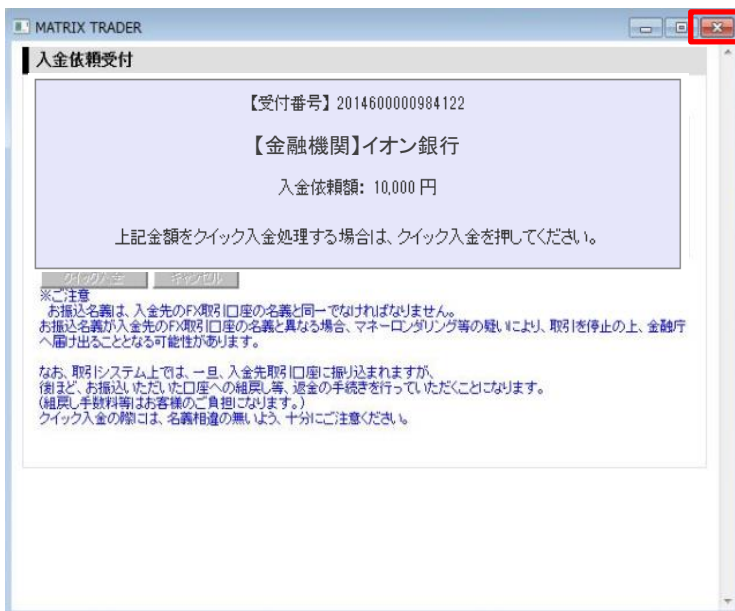 MATRIX TRADER
入金依頼受付
【受付番号】2014600000984122
【金融機関】イオン銀行
入金依頼額: 10,000 円
上記金額をクイック入金処理する場合は、クイック入金を押してください。
クイック入金 キャンセル
※ご注意
お振込名義は、入金先のFX取引口座の名義と同一でなければなりません。
お振込名義が入金先のFX取引口座の名義と異なる場合、マネーロンダリング等の疑いにより、取引を停止の上、金融庁
へ届け出ることとなる可能性があります。
なお、取引システム上では、一旦、入金先取引口座に振り込まれますが、
後ほど、お振込いただいた口座への組戻し等、返金の手続きを行っていただくことになります。
(組戻し手数料等はお客様のご負担になります。)
クイック入金の際には、名義相違の無いよう、十分にご注意ください。